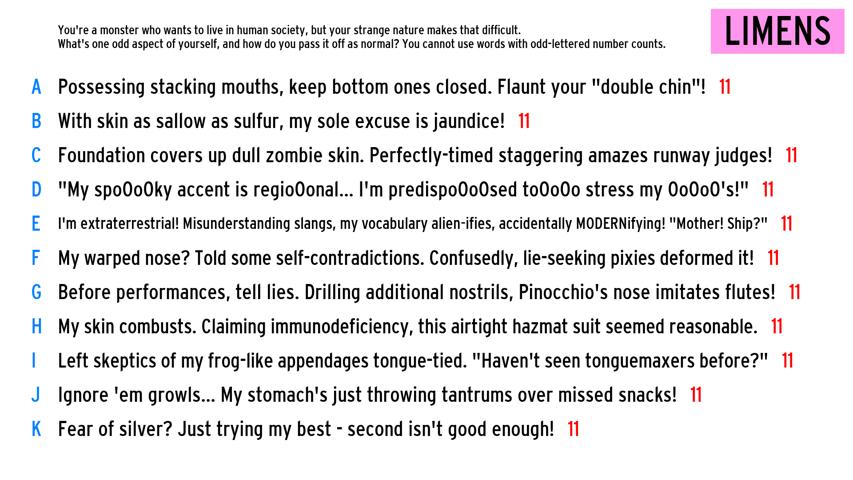 You're a monster who wants to live in human society, but your strange nature makes that difficult.
What's one odd aspect of yourself, and how do you pass it off as normal? You cannot use words with odd-lettered number counts.
LIMENS
A Possessing stacking mouths, keep bottom ones closed. Flaunt your "double chin"! 11
B With skin as sallow as sulfur, my sole excuse is jaundice! 11
C Foundation covers up dull zombie skin. Perfectly-timed staggering amazes runway judges! 11
D "My spoOoOky accent is regioOonal... I'm predispoOoOsed toOoOo stress my OoOoO's!" 11
E I'm extraterrestrial! Misunderstanding slangs, my vocabulary alien-ifies, accidentally MODERNifying! "Mother! Ship?" 11
F My warped nose? Told some self-contradictions. Confusedly, lie-seeking pixies deformed it! 11
G Before performances, tell lies. Drilling additional nostrils, Pinocchio's nose imitates flutes! 11
H My skin combusts. Claiming immunodeficiency, this airtight hazmat suit seemed reasonable. 11
I Left skeptics of my frog-like appendages tongue-tied. "Haven't seen tonguemaxers before?" 11
J Ignore 'em growls... My stomach's just throwing tantrums over missed snacks! 11
K Fear of silver? Just trying my best - second isn't good enough! 11